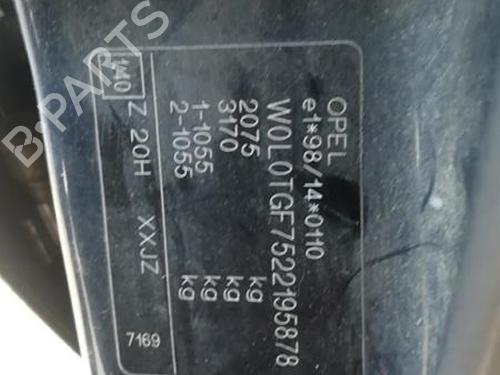 OPEL
e1*98/14*0110
W0L0TGF7522195878
2075 kg
3170 kg
1-1055 kg
2-1055 kg
Z 20H XXJZ
140
7169
B-PARTS